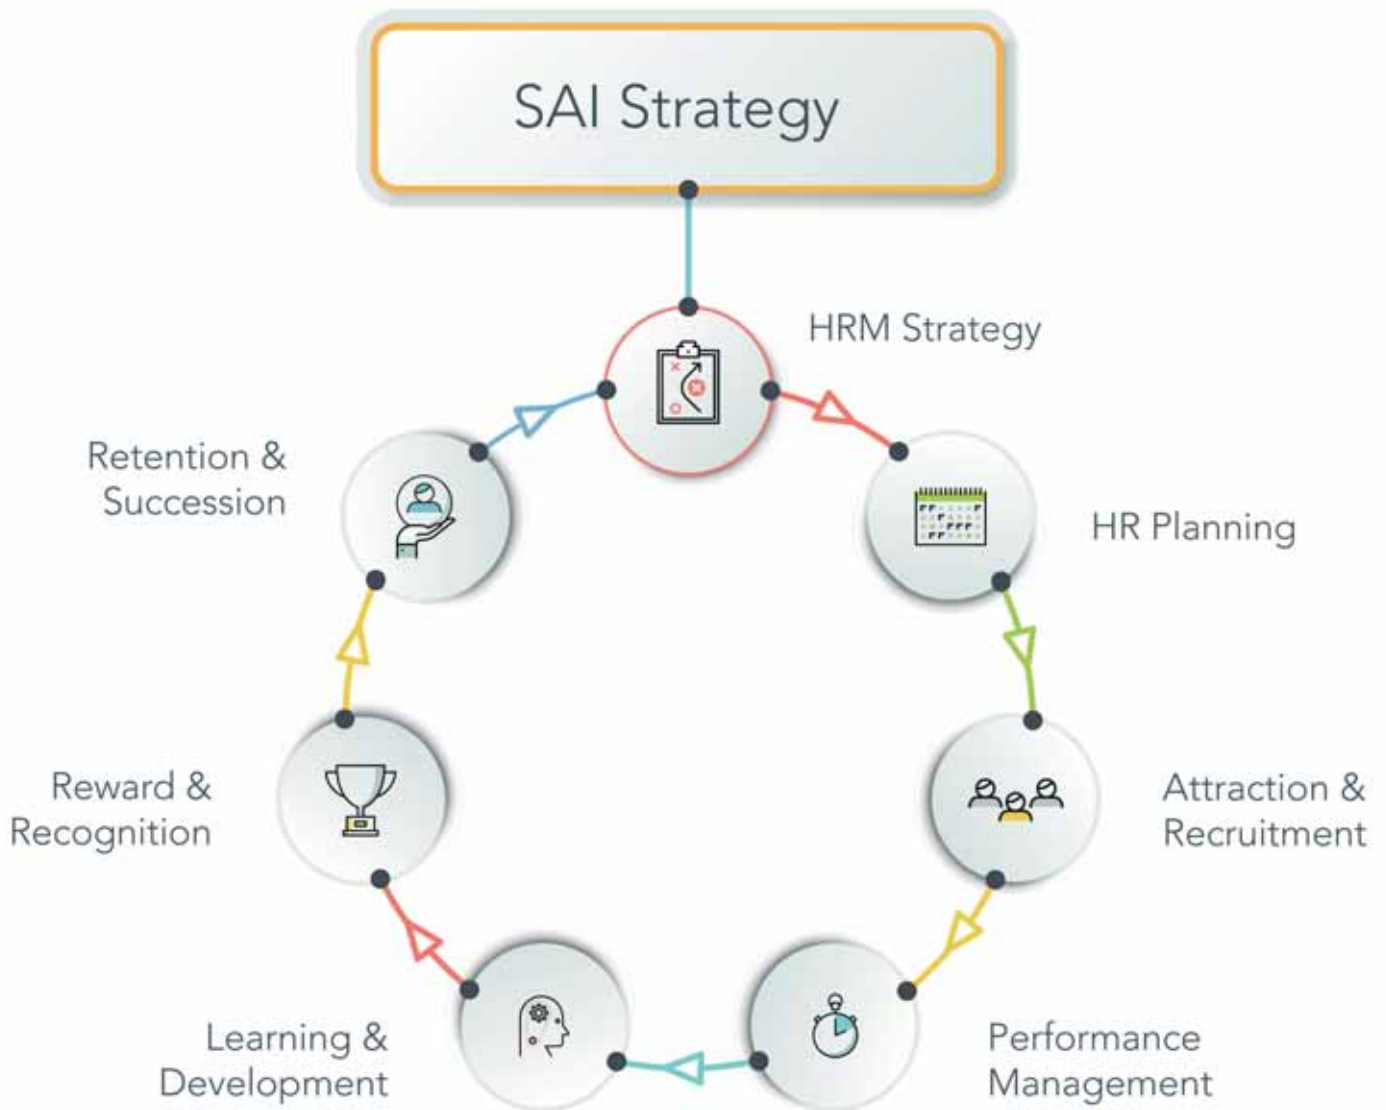 SAI Strategy
HRM Strategy
HR Planning
Attraction &
Recruitment
Performance
Management
Learning &
Development
Reward &
Recognition
Retention &
Succession